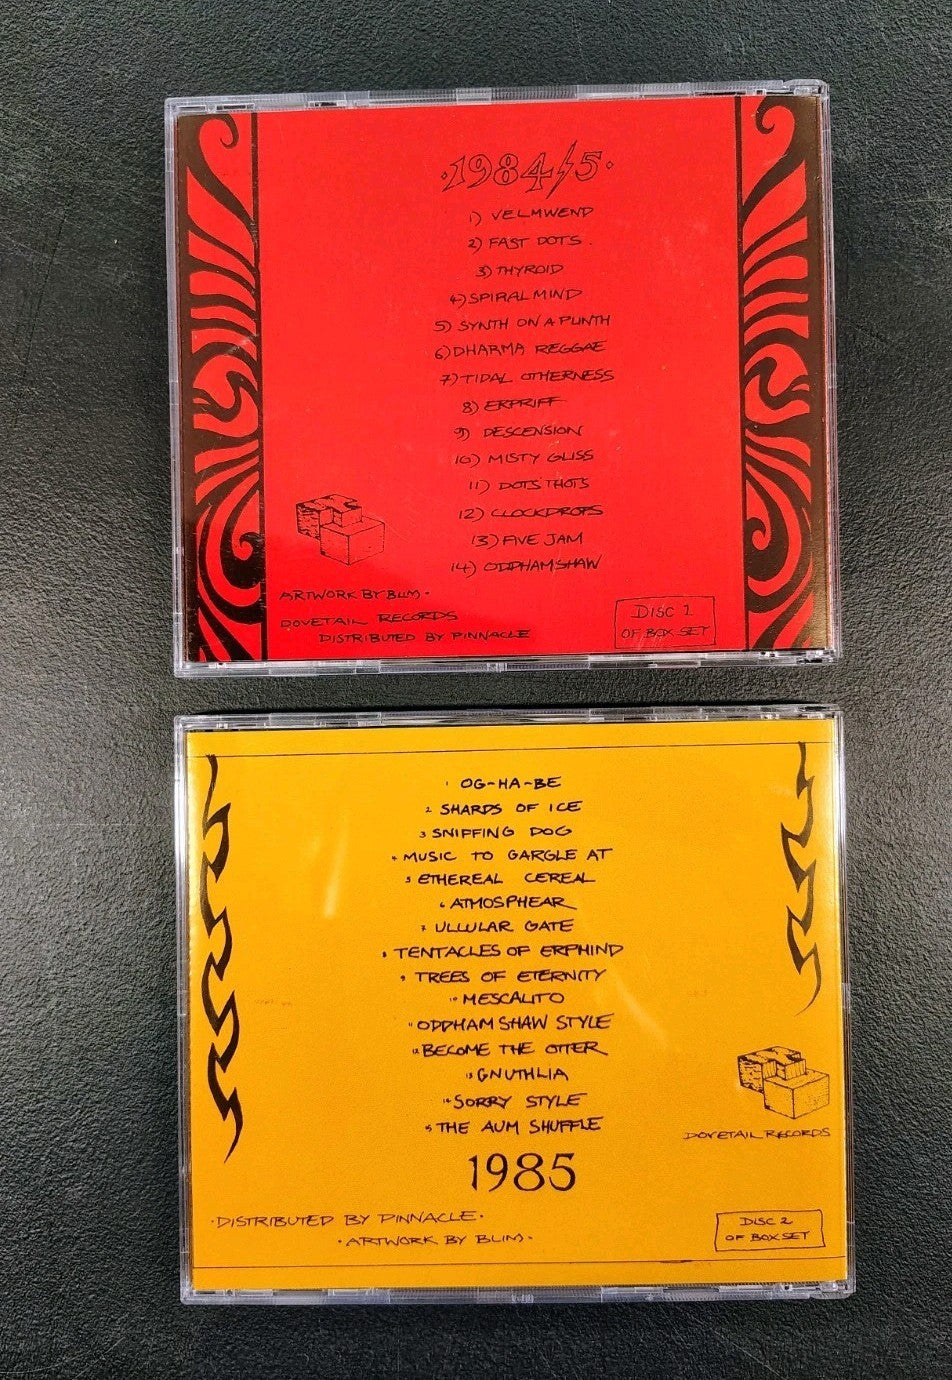 ·1984/5·
1) VELMWEND
2) FAST DOTS.
3) THYROID
4) SPIRAL MIND
5) SYNTH ON A PLINTH
6) DHARMA REGGAE
7) TIDAL OTHERNESS
8) ERPRIFF
9) DESCENSION
10) MISTY GLISS
11) DOTS THOTS
12) CLOCKDROPS
13) FIVE JAM
14) ODDHAMSHAW
ARTWORK BY BLIM·
DOVETAIL RECORDS
DISTRIBUTED BY PINNACLE
DISC 1
OF BOX SET
1 OG-HA-BE
2 SHARDS OF ICE
3 SNIFFING DOG
4 MUSIC TO GARGLE AT
5 ETHEREAL CEREAL
6 ATMOSPHEAR
7 ULLULAR GATE
8 TENTACLES OF ERPMIND
9 TREES OF ETERNITY
10 MESCALITO
11 ODDHAMSHAW STYLE
12 BECOME THE OTTER
13 GNUTHLIA
14 SORRY STYLE
15 THE AUM SHUFFLE
1985
DOVETAIL RECORDS
·DISTRIBUTED BY PINNACLE·
·ARTWORK BY BLIM·
DISC 2
OF BOX SET